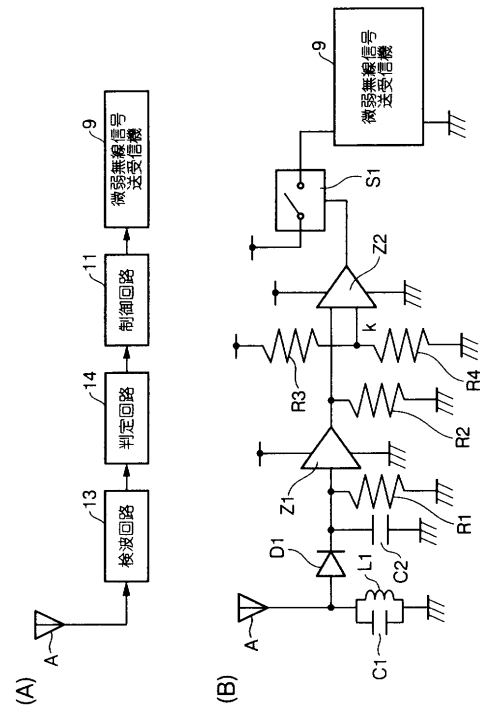 (A)
A
13
検波回路
14
判定回路
11
制御回路
9
微弱無線信号
送受信機
(B)
A
C1
L1
D1
C2
R1
Z1
R2
R3
k
R4
Z2
S1
9
微弱無線信号
送受信機